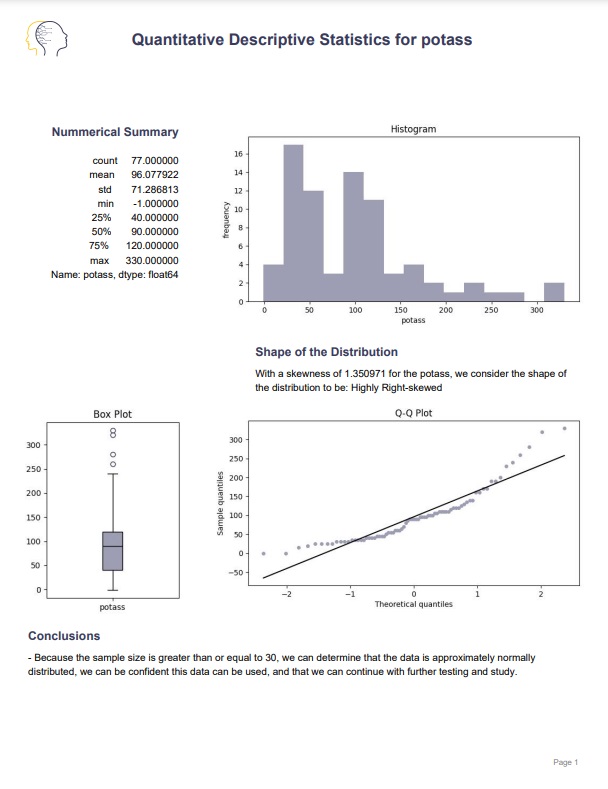 Quantitative Descriptive Statistics for potass
Nummerical Summary
count 77.000000
mean 96.077922
std 71.286813
min -1.000000
25% 40.000000
50% 90.000000
75% 120.000000
max 330.000000
Name: potass, dtype: float64
Histogram
16
14
12
10
8
6
4
2
0
frequency
0 50 100 150 200 250 300
potass
Shape of the Distribution
With a skewness of 1.350971 for the potass, we consider the shape of
the distribution to be: Highly Right-skewed
Box Plot
300
250
200
150
100
50
0
potass
Q-Q Plot
300
250
200
150
100
50
0
−50
Sample quantiles
−2 −1 0 1 2
Theoretical quantiles
Conclusions
- Because the sample size is greater than or equal to 30, we can determine that the data is approximately normally
distributed, we can be confident this data can be used, and that we can continue with further testing and study.
Page 1